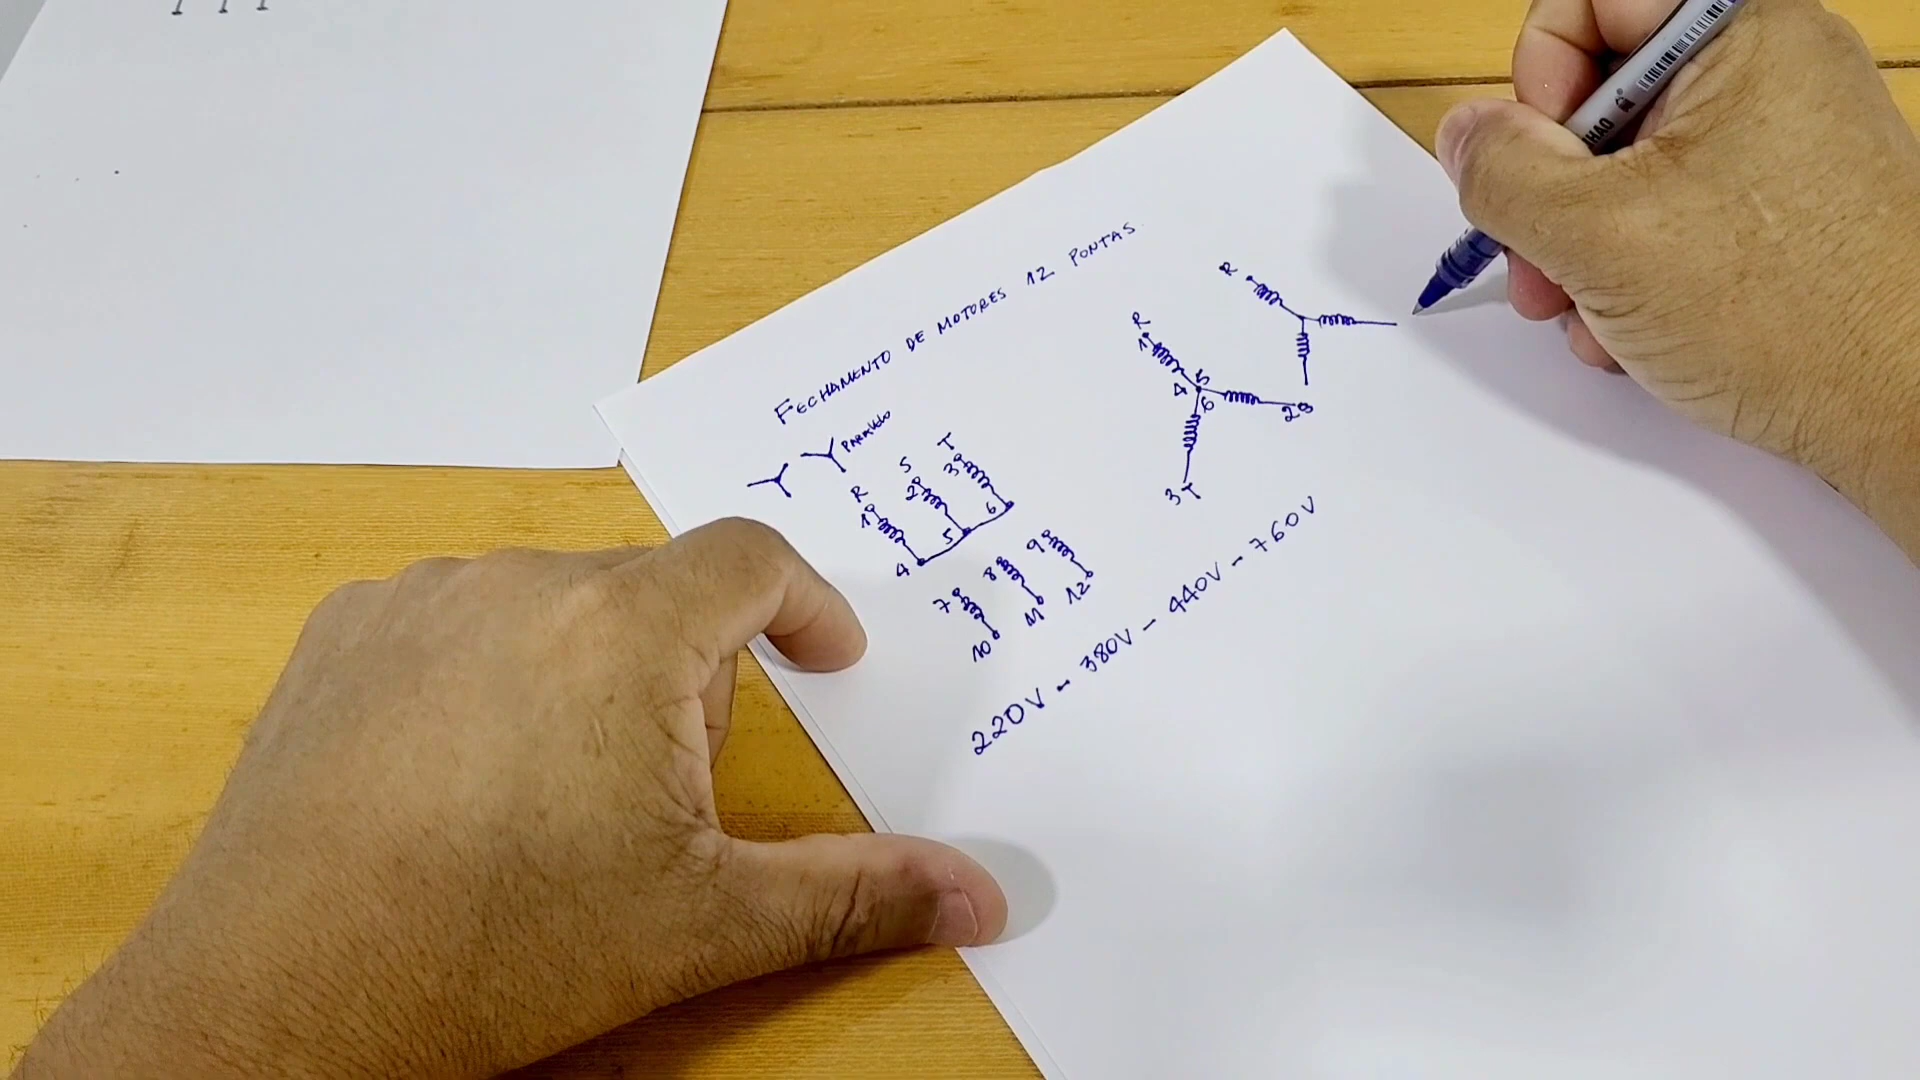 FECHAMENTO DE MOTORES 12 PONTAS
PARALELO
R S T
1 2 3
4 5 6
7 8 9
10 11 12
220V - 380V - 440V - 760V
R
1
4 5
6
2 S
3 T
R